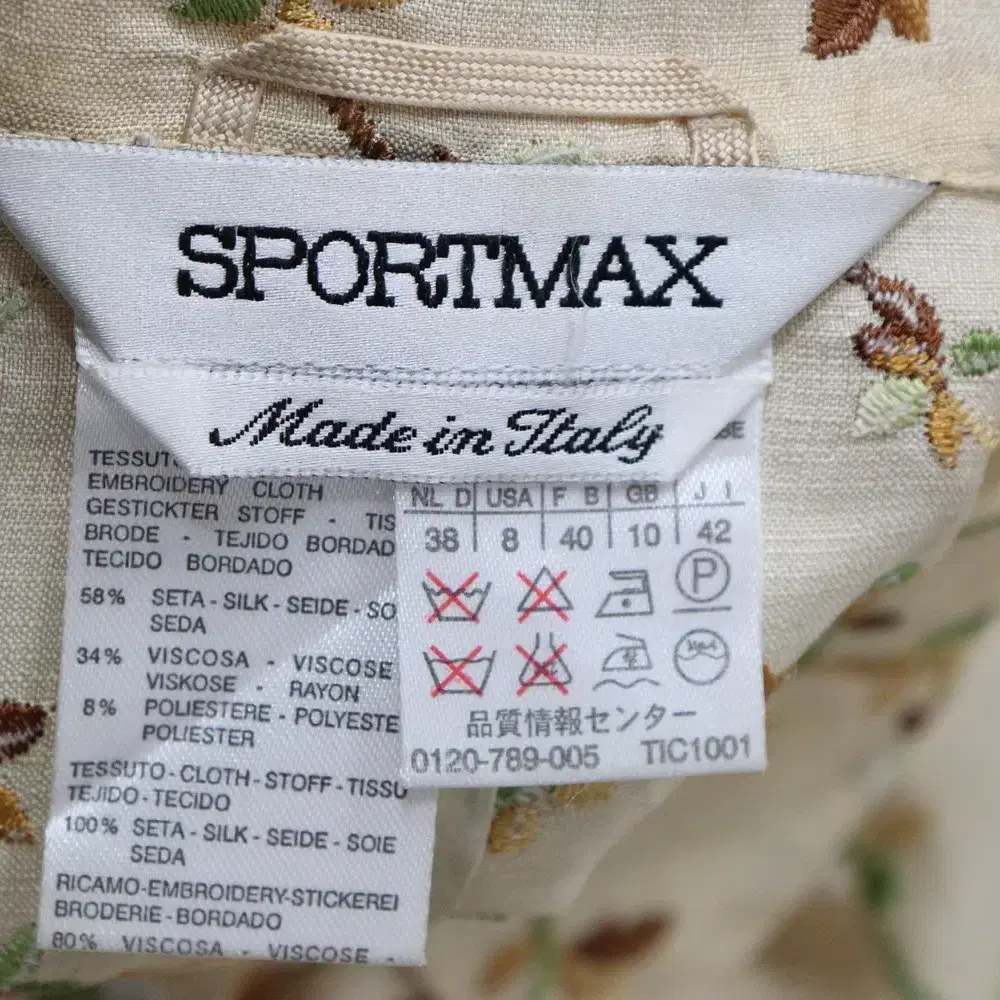 SPORTMAX
Made in Italy
EMBROIDERY CLOTH
GESTICKTER STOFF - TIS
BRODE - TEJIDO BORDAD
TECIDO BORDADO
58% SETA - SILK - SEIDE - SO
SEDA
34% VISCOSA - VISCOSE
VISKOSE - RAYON
8% POLIESTERE - POLYESTE
POLIESTER
TESSUTO - CLOTH - STOFF - TISSU
TEJIDO - TECIDO
100% SETA - SILK - SEIDE - SOIE
SEDA
RICAMO-EMBROIDERY-STICKEREI
BRODERIE - BORDADO
80% VISCOSA - VISCOSE -
NL D USA F B GB J I
38 8 40 10 42
P
品質情報センター
0120-789-005 TIC1001